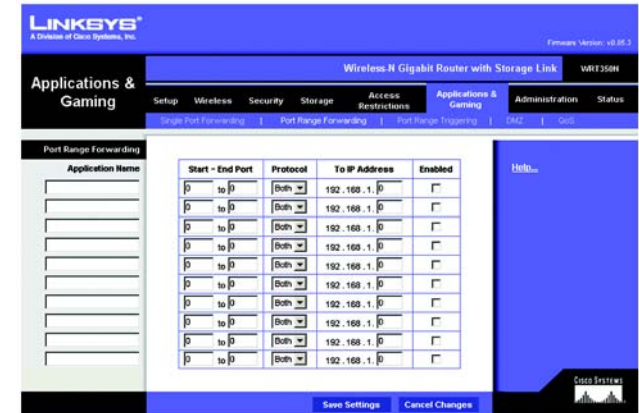 LINKSYS®
A Division of Cisco Systems, Inc.
Firmware Version: v0.85.3
Wireless-N Gigabit Router with Storage Link WRT350N
Applications & Gaming
Setup Wireless Security Storage Access Restrictions Applications & Gaming Administration Status
Single Port Forwarding | Port Range Forwarding | Port Range Triggering | DMZ | QoS
Port Range Forwarding
Application Name Start - End Port Protocol To IP Address Enabled
Help...
0 to 0 Both 192.168.1. 0
0 to 0 Both 192.168.1. 0
0 to 0 Both 192.168.1. 0
0 to 0 Both 192.168.1. 0
0 to 0 Both 192.168.1. 0
0 to 0 Both 192.168.1. 0
0 to 0 Both 192.168.1. 0
0 to 0 Both 192.168.1. 0
0 to 0 Both 192.168.1. 0
0 to 0 Both 192.168.1. 0
Save Settings Cancel Changes
CISCO SYSTEMS